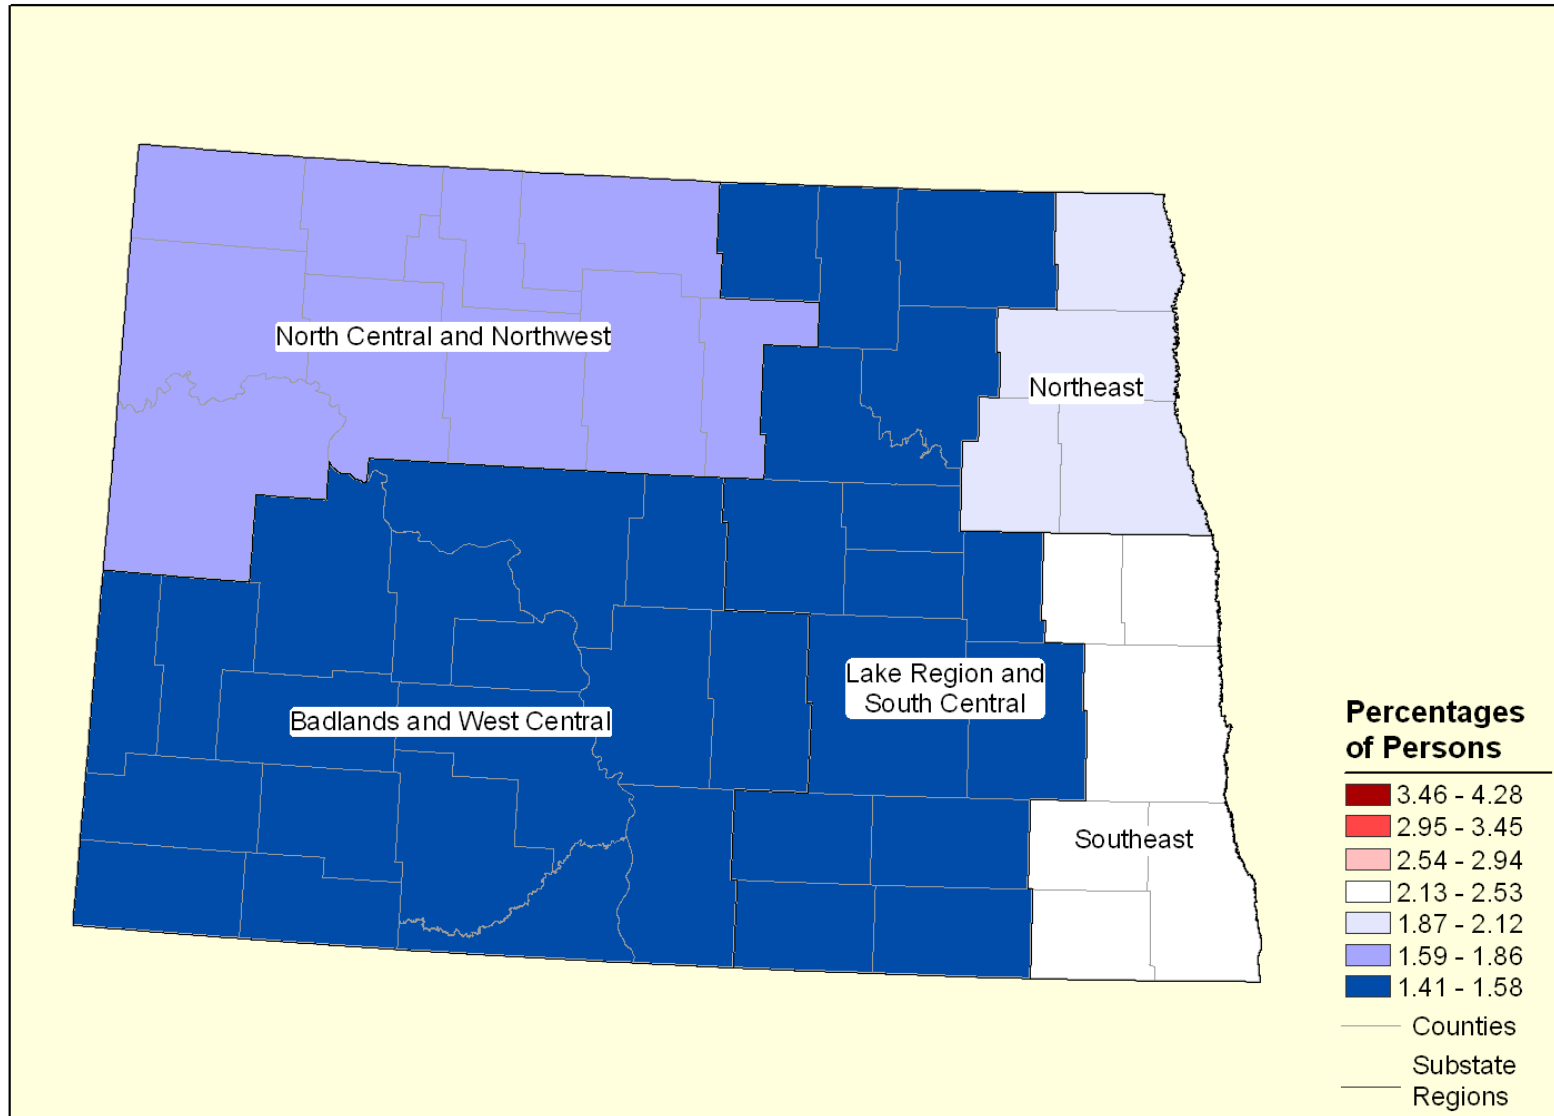 North Central and Northwest
Northeast
Lake Region and
South Central
Badlands and West Central
Southeast
Percentages
of Persons
3.46 - 4.28
2.95 - 3.45
2.54 - 2.94
2.13 - 2.53
1.87 - 2.12
1.59 - 1.86
1.41 - 1.58
Counties
Substate
Regions